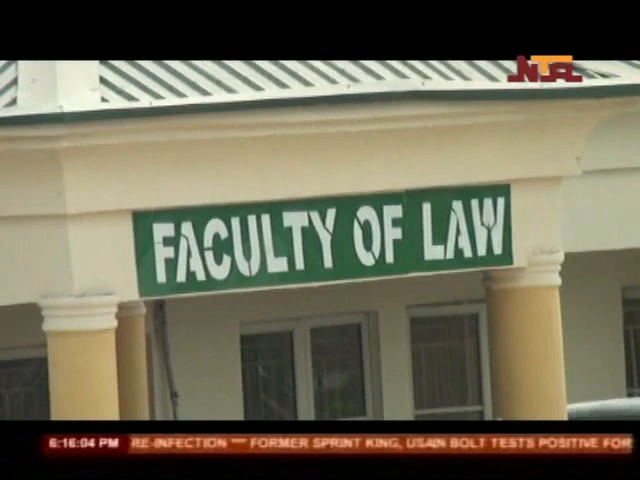 NTA
FACULTY OF LAW
6:16:04 PM RE-INFECTION *** FORMER SPRINT KING, USAIN BOLT TESTS POSITIVE FOR